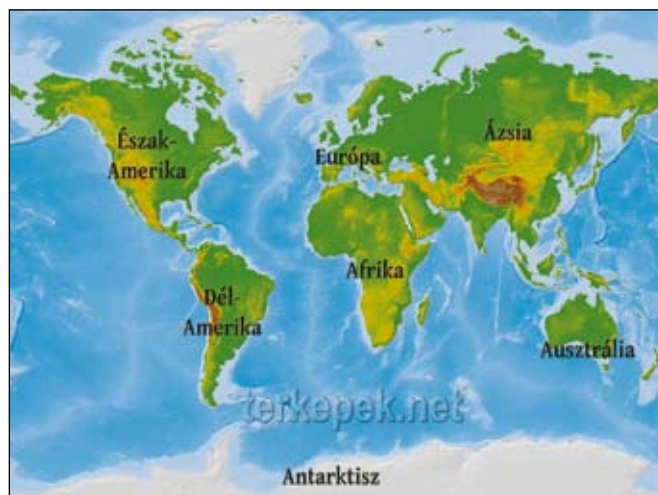 Észak-
Amerika
Európa
Ázsia
Afrika
Dél-
Amerika
Ausztrália
terkepek.net
Antarktisz